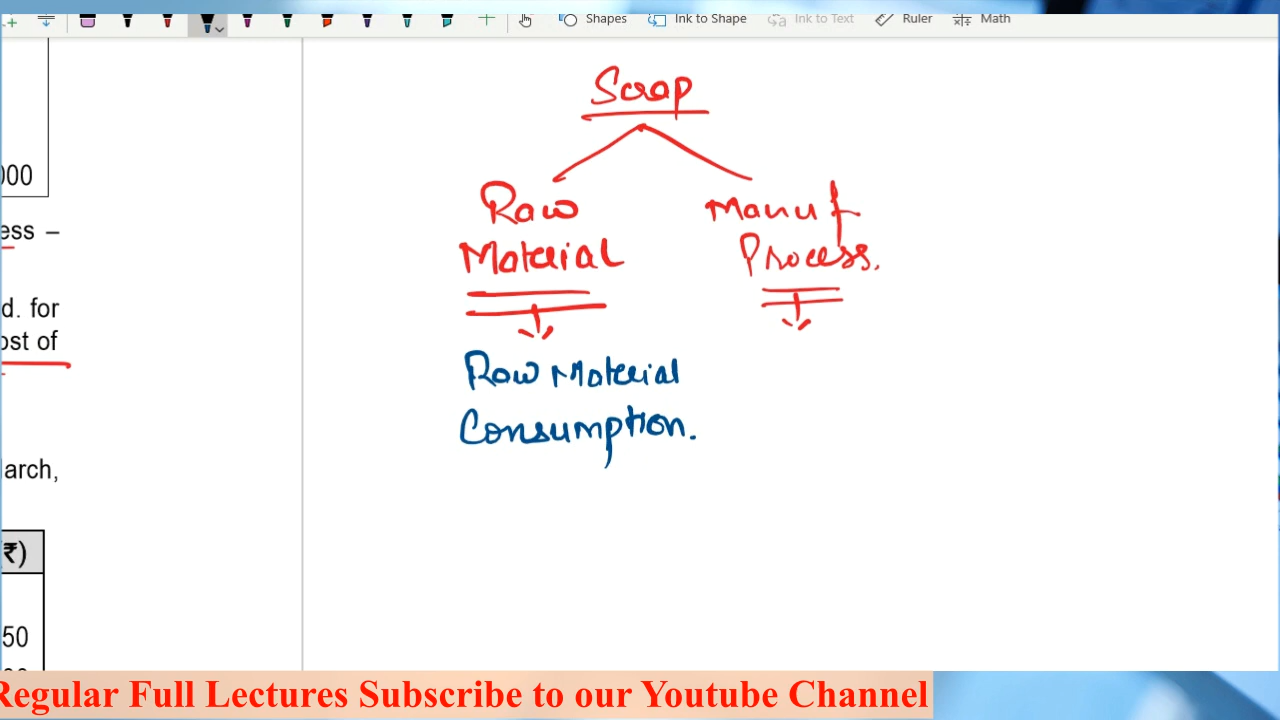 Shapes Ink to Shape Ink to Text Ruler Math
Scrap
000
Raw Manuf
ess –
Material Process.
d. for
ost of
Raw Material
Consumption.
arch,
(₹)
50
Regular Full Lectures Subscribe to our Youtube Channel